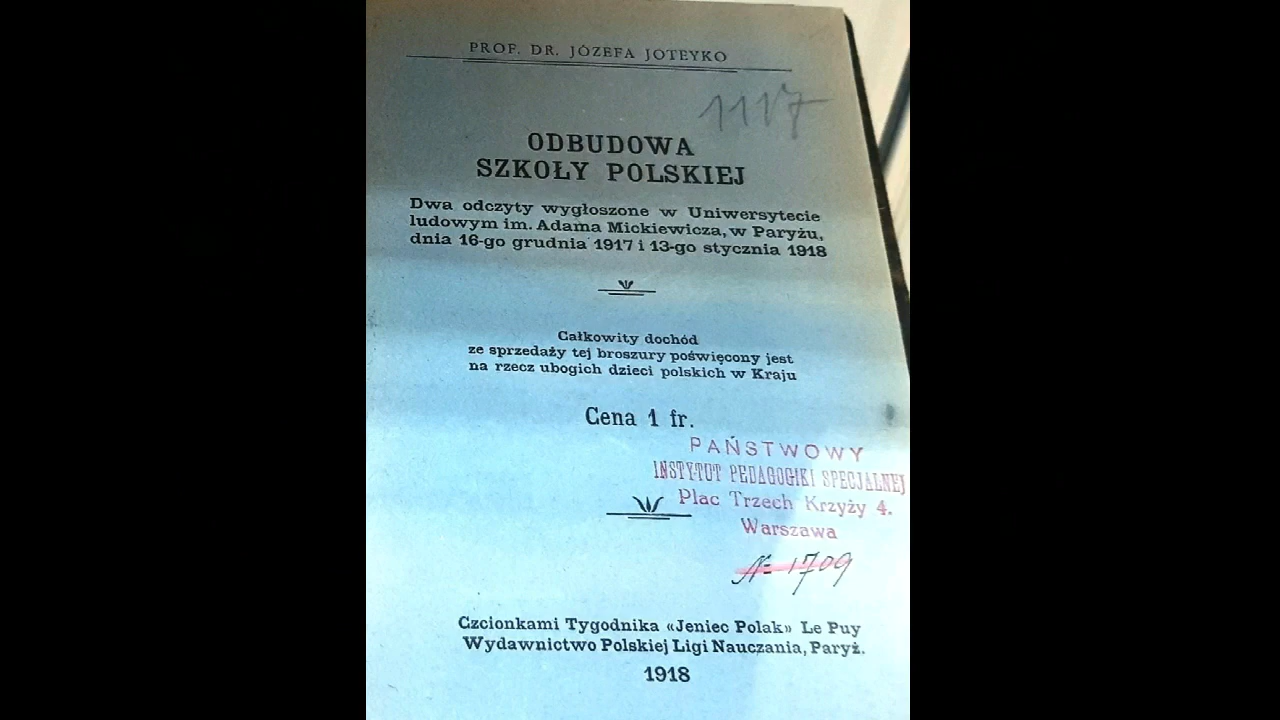 PROF. DR. JÓZEFA JOTEYKO
1117
ODBUDOWA
SZKOŁY POLSKIEJ
Dwa odczyty wygłoszone w Uniwersytecie
ludowym im. Adama Mickiewicza, w Paryżu,
dnia 16-go grudnia 1917 i 13-go stycznia 1918
Całkowity dochód
ze sprzedaży tej broszury poświęcony jest
na rzecz ubogich dzieci polskich w Kraju
Cena 1 fr.
PAŃSTWOWY
INSTYTUT PEDAGOGIKI SPECJALNEJ
Plac Trzech Krzyży 4.
Warszawa
№ 1709
Czcionkami Tygodnika «Jeniec Polak» Le Puy
Wydawnictwo Polskiej Ligi Nauczania, Paryż.
1918